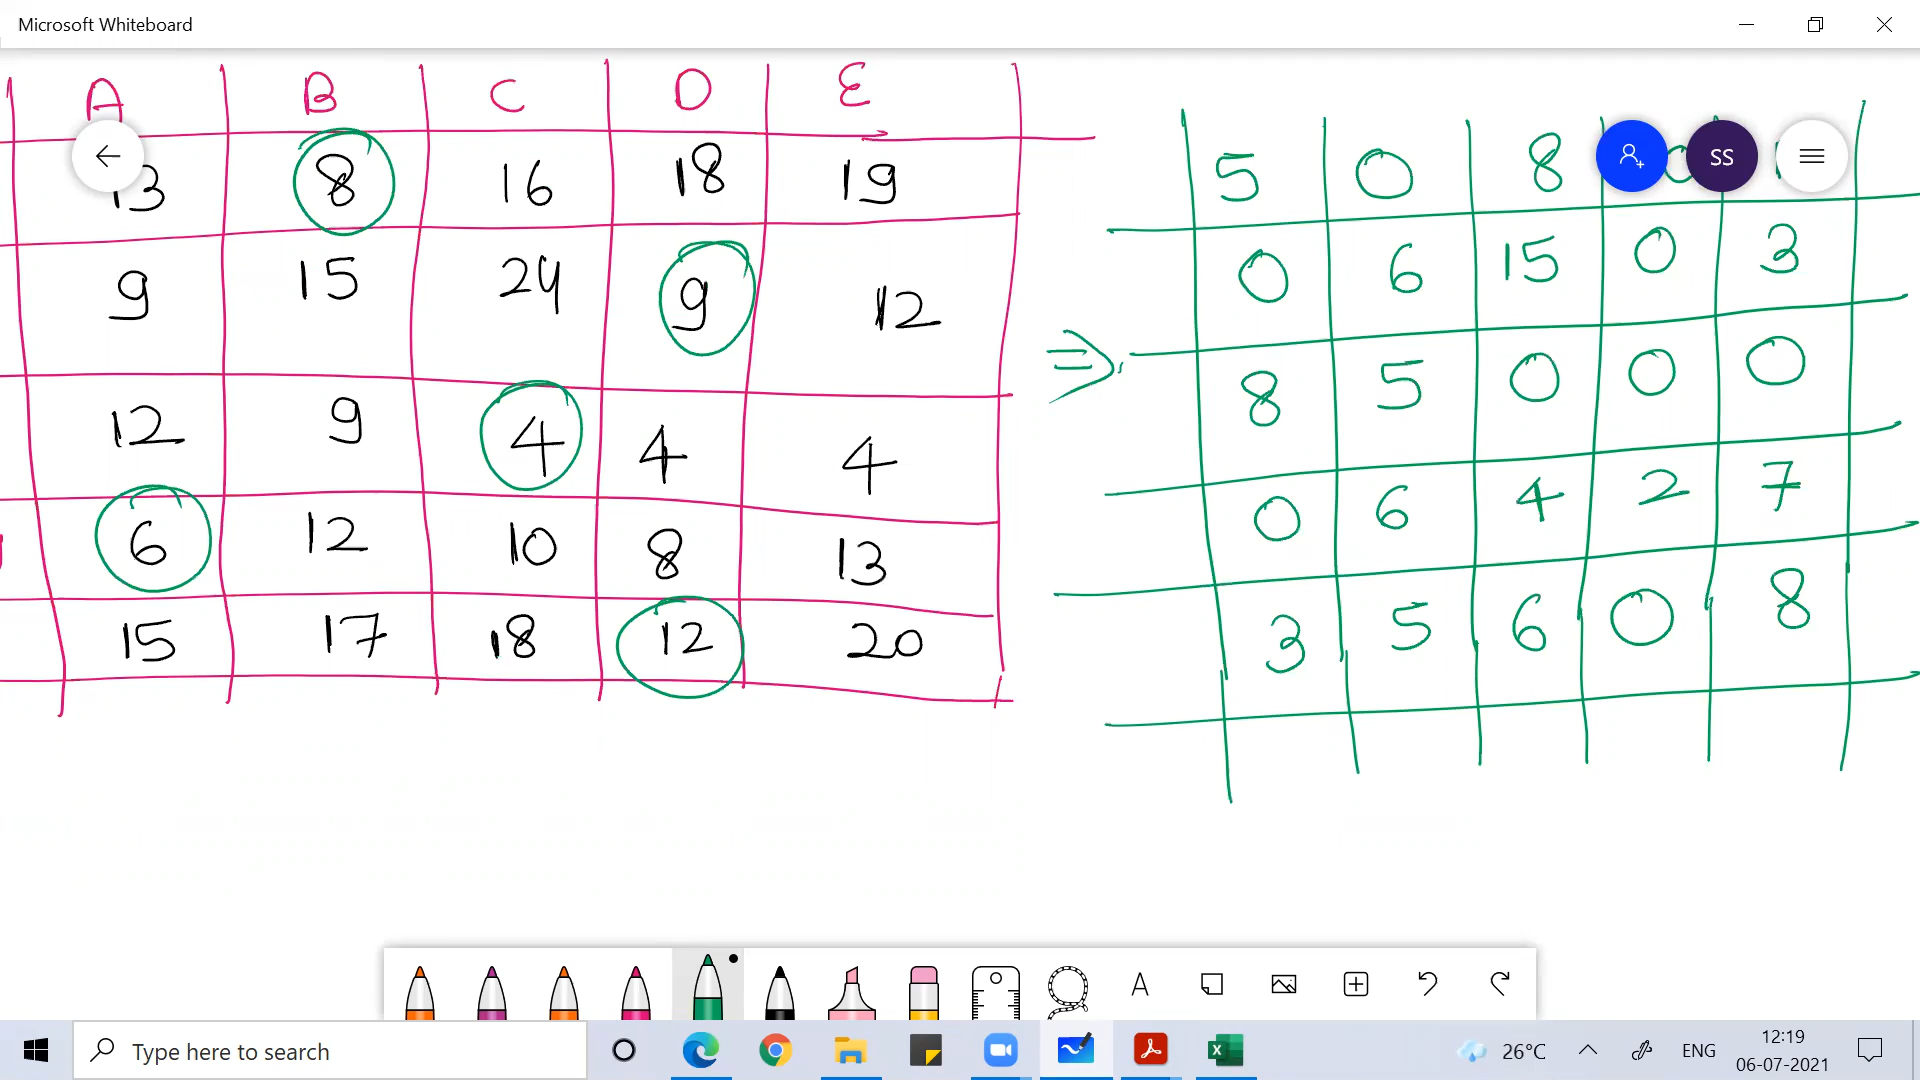 Microsoft Whiteboard
A B C D E
13 8 16 18 19
9 15 24 9 12
12 9 4 4 4
6 12 10 8 13
15 17 18 12 20
5 0 8
SS
0 6 15 0 3
⇒
8 5 0 0 0
0 6 4 2 7
3 5 6 0 8
A
Type here to search
26°C
ENG
12:19
06-07-2021